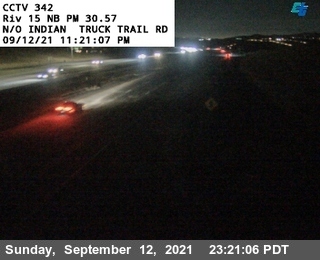 CCTV 342
Riv 15 NB PM 30.57
N/O INDIAN TRUCK TRAIL RD
09/12/21 11:21:07 PM
Sunday, September 12, 2021 23:21:06 PDT